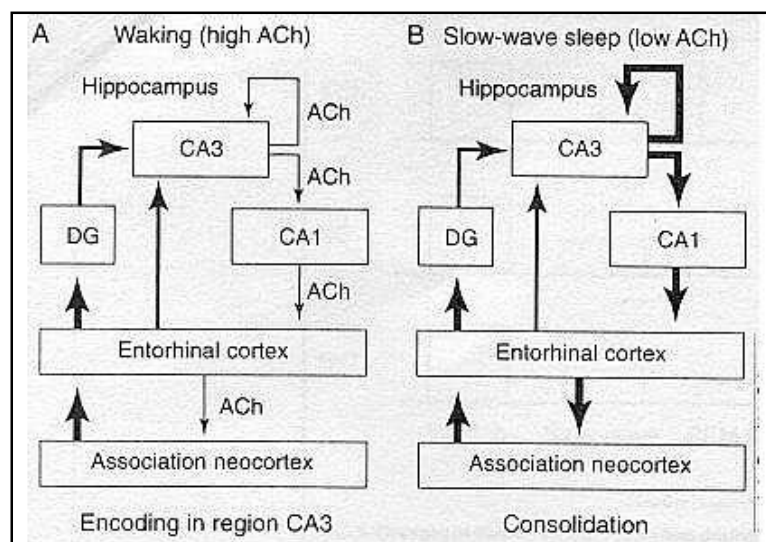 A Waking (high ACh)
Hippocampus
ACh
CA3
ACh
DG
CA1
ACh
Entorhinal cortex
ACh
Association neocortex
Encoding in region CA3
B Slow-wave sleep (low ACh)
Hippocampus
CA3
DG
CA1
Entorhinal cortex
Association neocortex
Consolidation